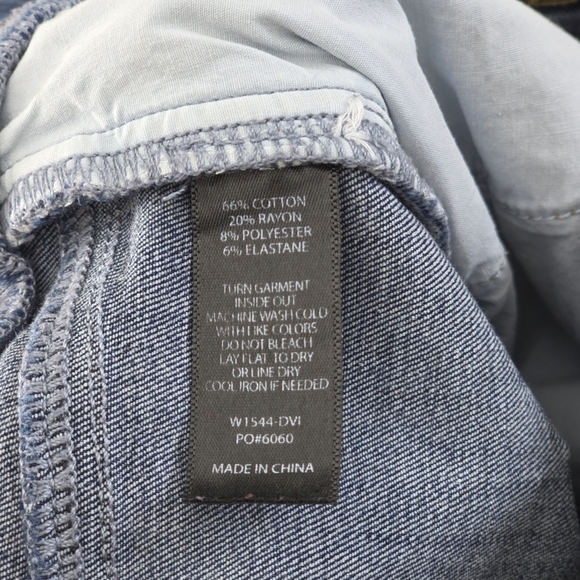 66% COTTON
20% RAYON
8% POLYESTER
6% ELASTANE
TURN GARMENT
INSIDE OUT
MACHINE WASH COLD
WITH LIKE COLORS
DO NOT BLEACH
LAY FLAT TO DRY
OR LINE DRY
COOL IRON IF NEEDED
W1544-DVI
PO#6060
MADE IN CHINA